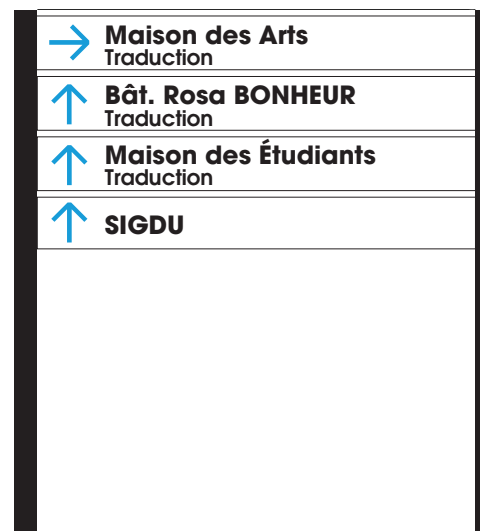 Maison des Arts
Traduction
Bât. Rosa BONHEUR
Traduction
Maison des Étudiants
Traduction
SIGDU